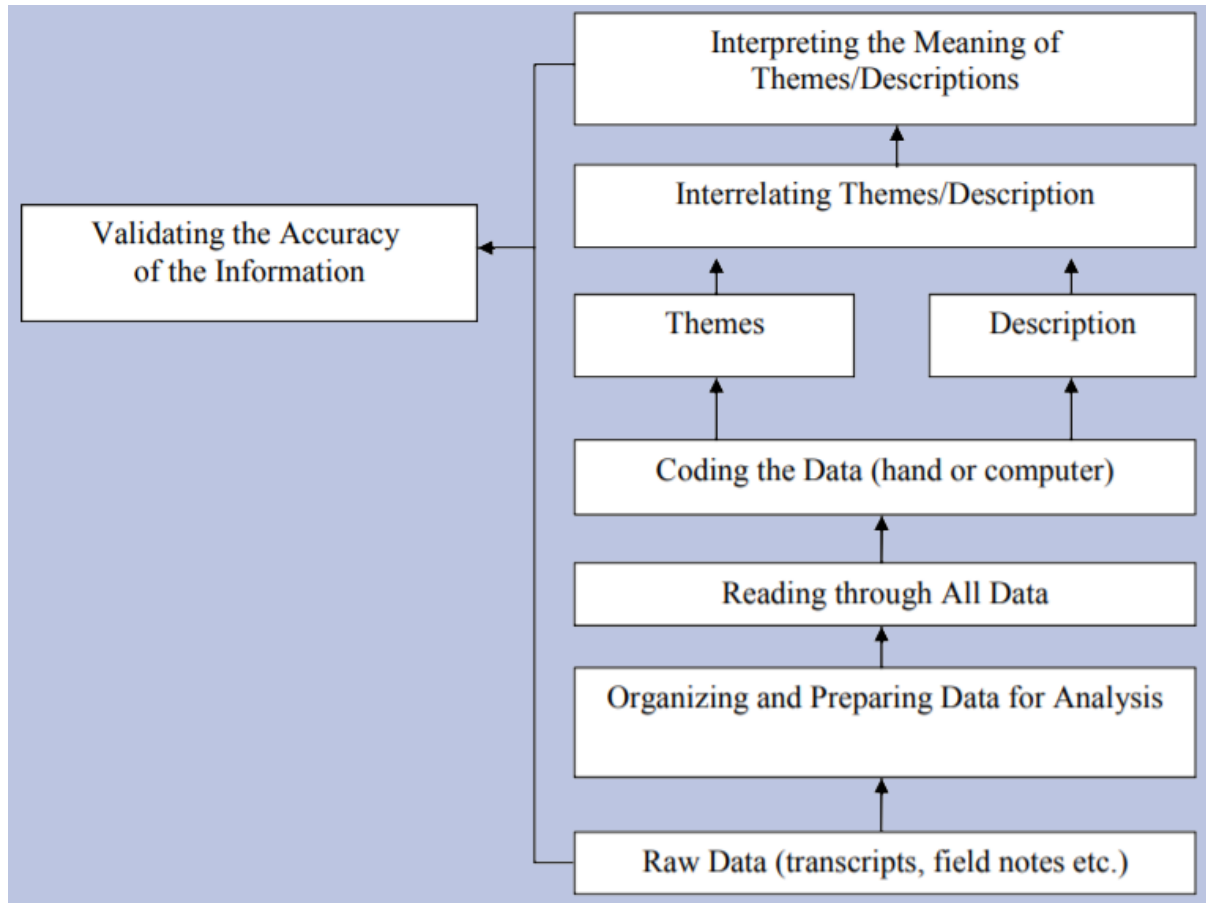 Interpreting the Meaning of
Themes/Descriptions
Interrelating Themes/Description
Validating the Accuracy
of the Information
Themes
Description
Coding the Data (hand or computer)
Reading through All Data
Organizing and Preparing Data for Analysis
Raw Data (transcripts, field notes etc.)